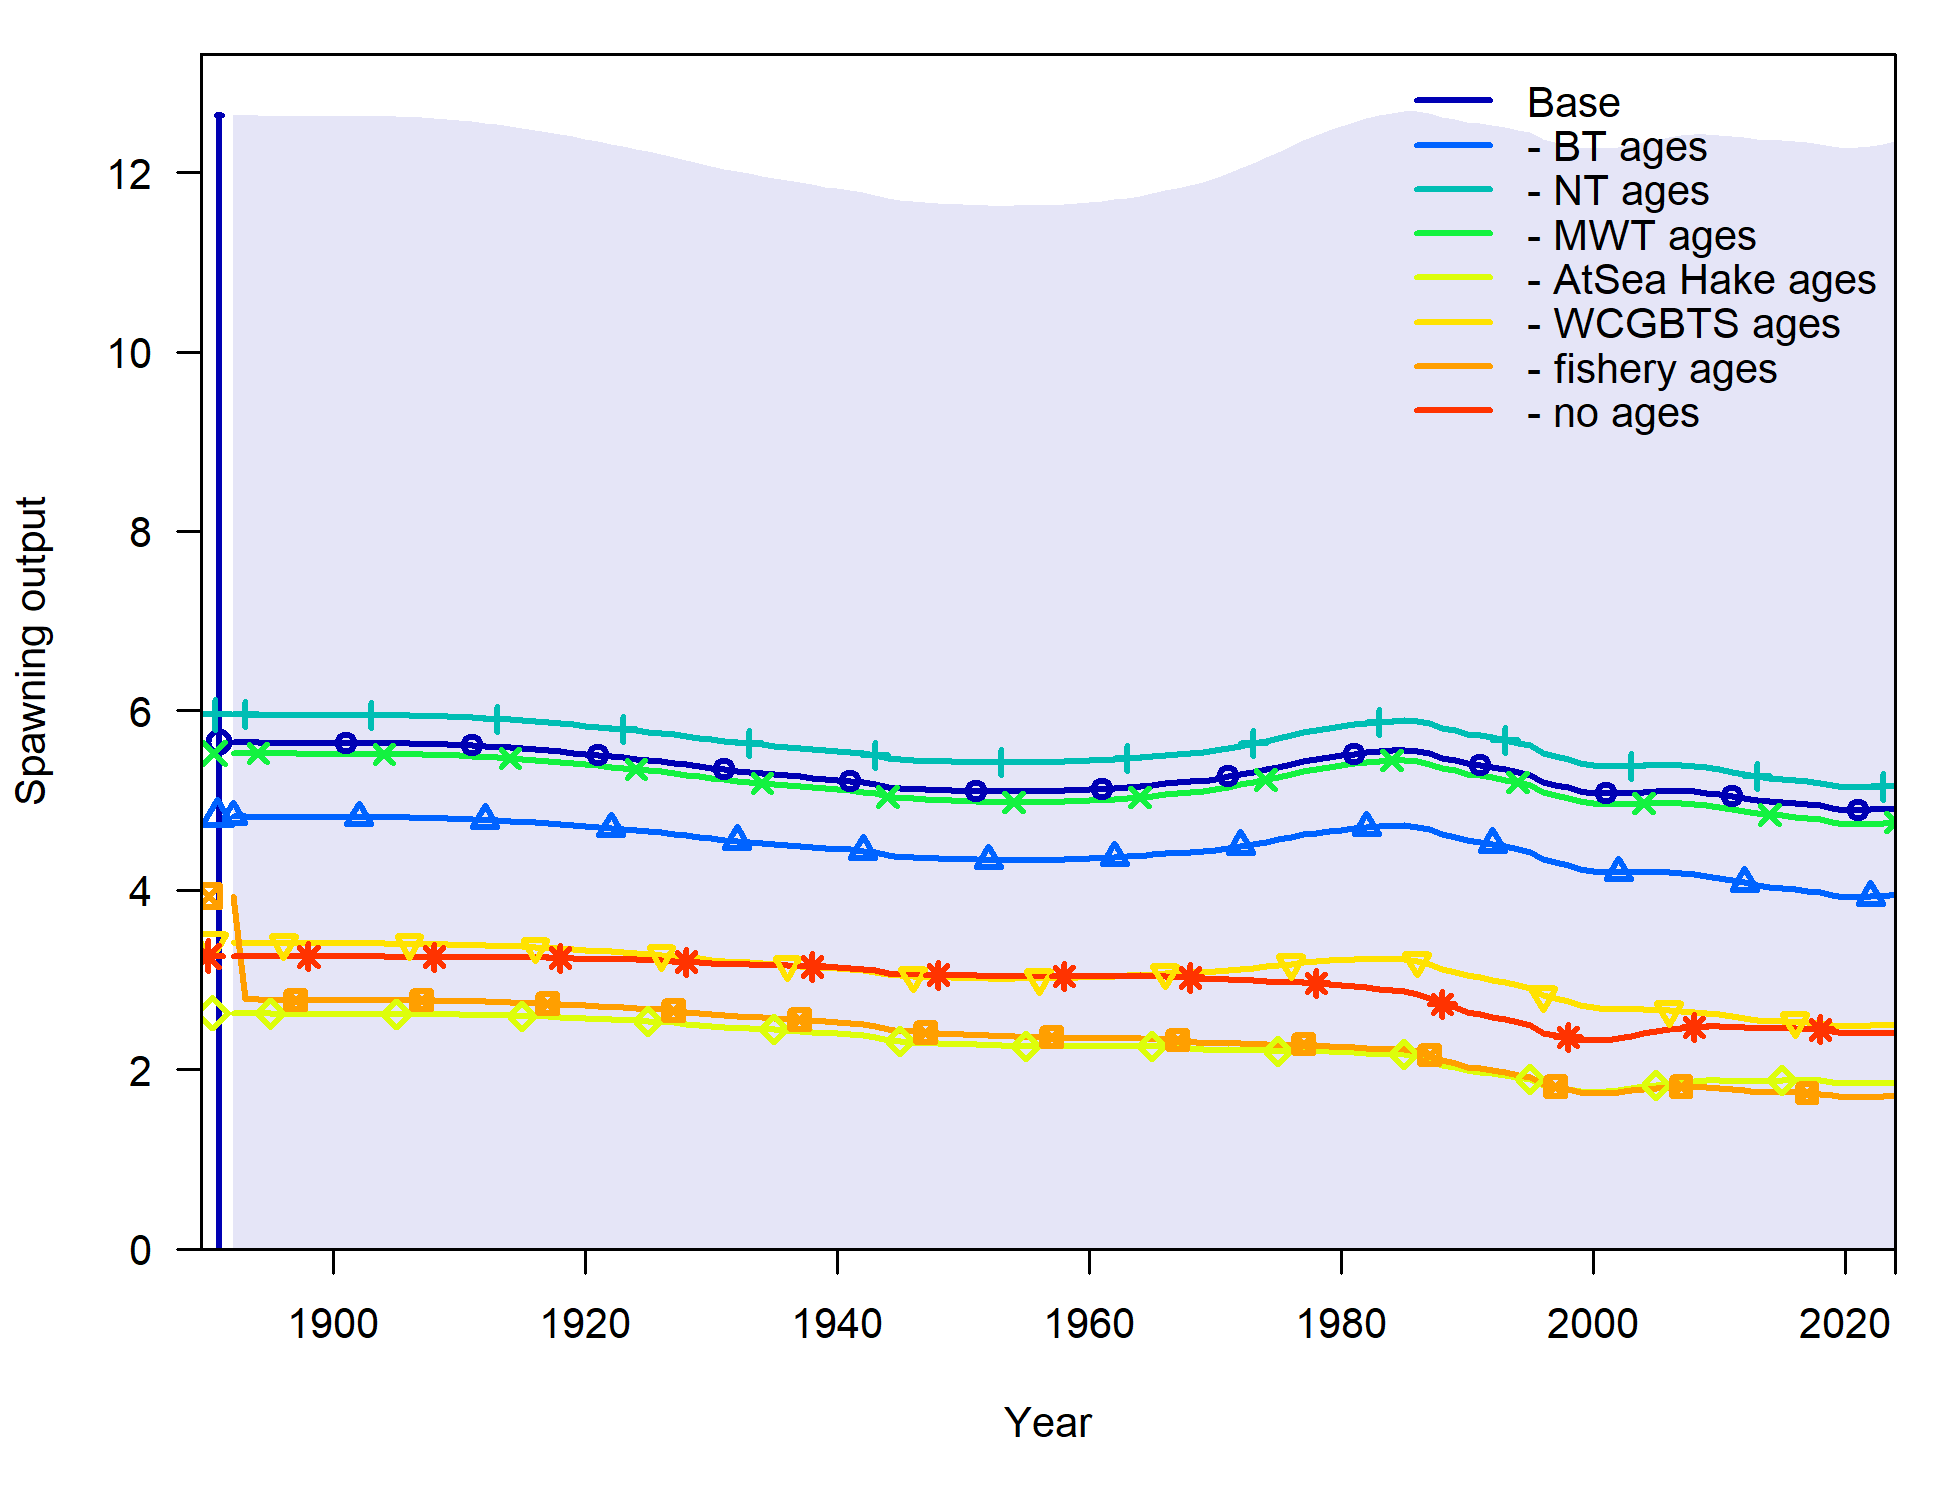 Base
- BT ages
- NT ages
- MWT ages
- AtSea Hake ages
- WCGBTS ages
- fishery ages
- no ages
12
10
8
6
4
2
0
Spawning output
1900 1920 1940 1960 1980 2000 2020
Year